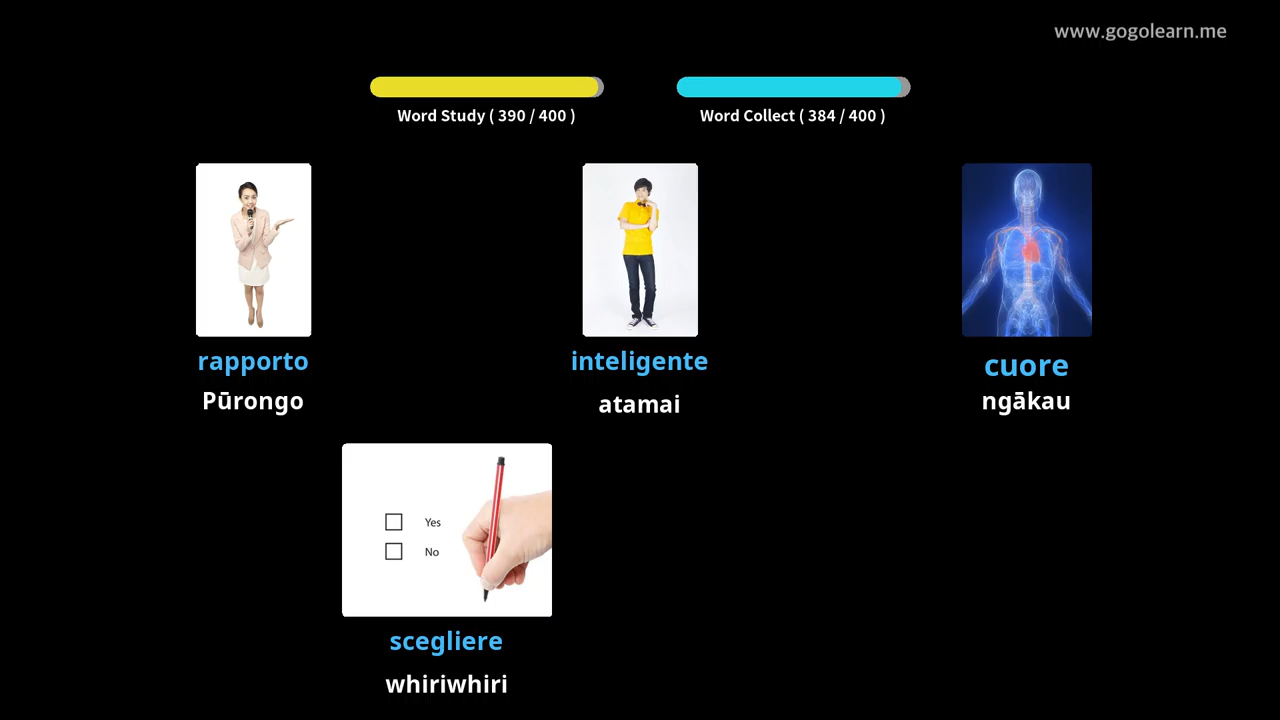 www.gogolearn.me
Word Study ( 390 / 400 )
Word Collect ( 384 / 400 )
rapporto
inteligente
cuore
Pūrongo
atamai
ngākau
Yes
No
scegliere
whiriwhiri